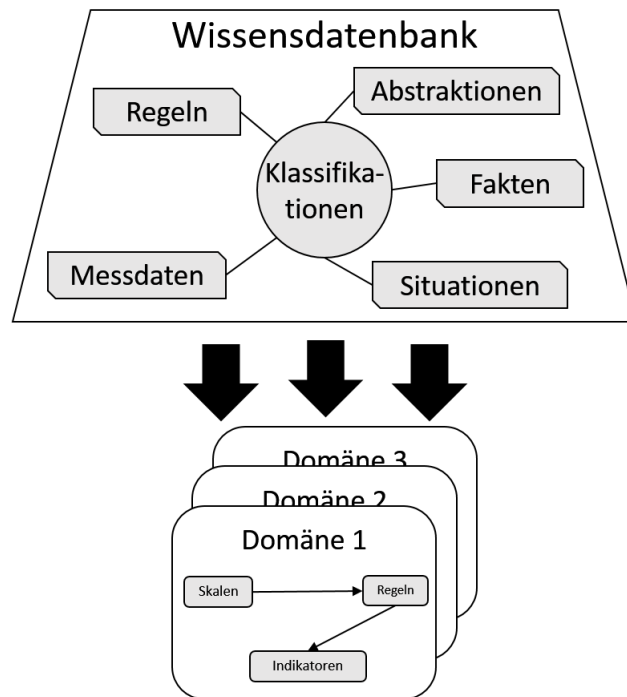 Wissensdatenbank
Abstraktionen
Regeln
Klassifika-
tionen
Fakten
Messdaten
Situationen
Domäne 3
Domäne 2
Domäne 1
Skalen
Regeln
Indikatoren